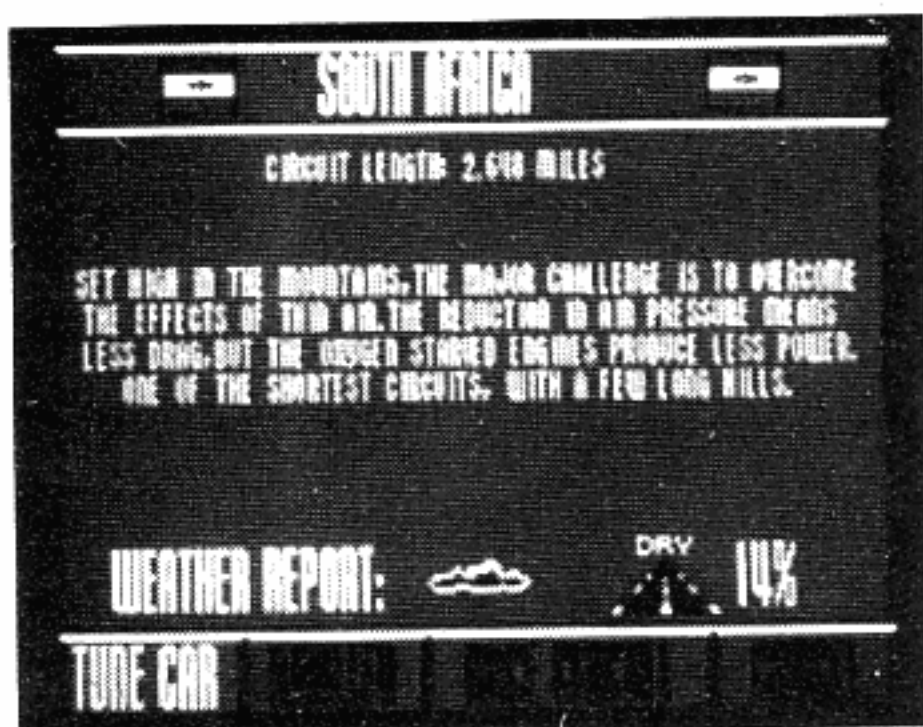 SOUTH AFRICA
CIRCUIT LENGTH: 2.648 MILES
SET HIGH IN THE MOUNTAINS,THE MAJOR CHALLENGE IS TO OVERCOME
THE EFFECTS OF THIN AIR.THE REDUCTION IN AIR PRESSURE MEANS
LESS DRAG,BUT THE OXYGEN STARVED ENGINES PRODUCE LESS POWER.
ONE OF THE SHORTEST CIRCUITS, WITH A FEW LONG HILLS.
DRY
WEATHER REPORT: 14%
TUNE CAR